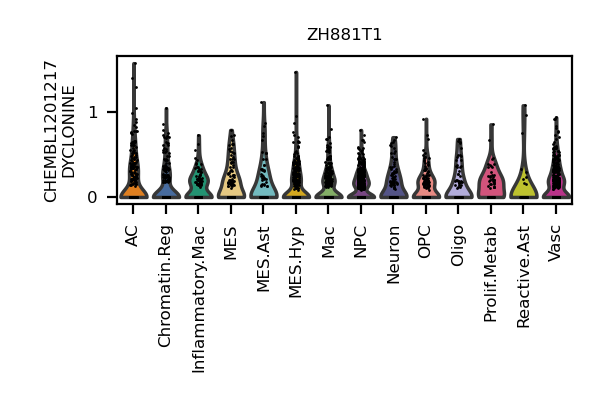 ZH881T1
CHEMBL1201217
DYCLONINE
1
0
AC
Chromatin.Reg
Inflammatory.Mac
MES
MES.Ast
MES.Hyp
Mac
NPC
Neuron
OPC
Oligo
Prolif.Metab
Reactive.Ast
Vasc